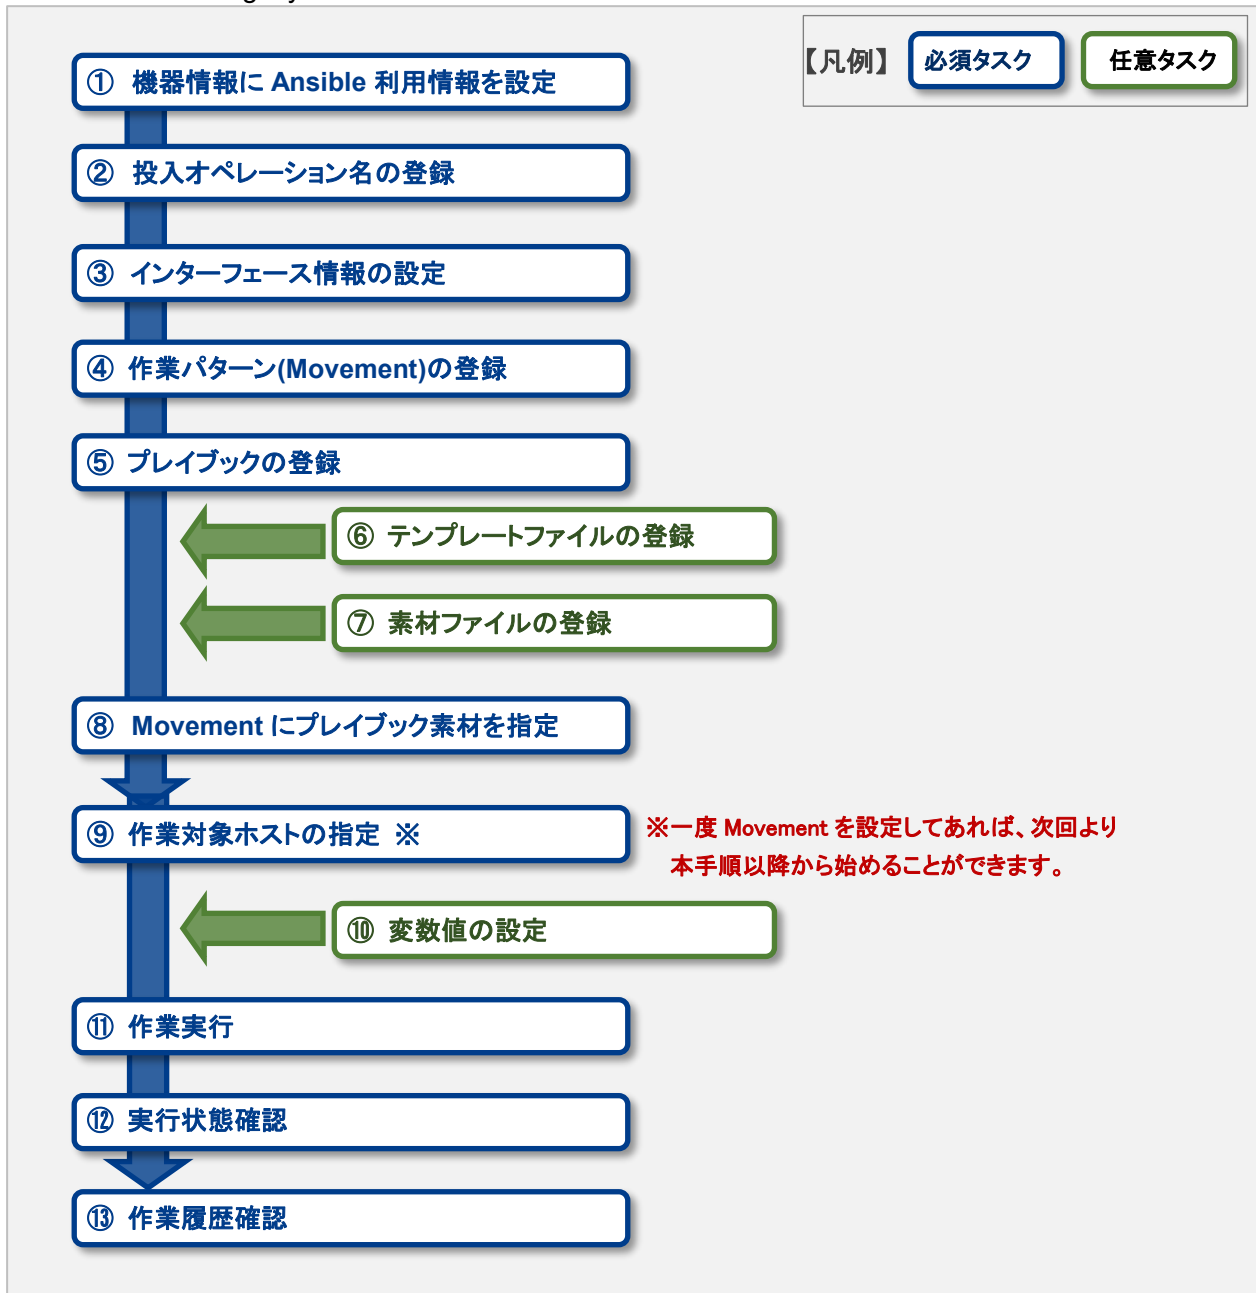 【凡例】 必須タスク 任意タスク
① 機器情報に Ansible 利用情報を設定
② 投入オペレーション名の登録
③ インターフェース情報の設定
④ 作業パターン(Movement)の登録
⑤ プレイブックの登録
⑥ テンプレートファイルの登録
⑦ 素材ファイルの登録
⑧ Movement にプレイブック素材を指定
⑨ 作業対象ホストの指定 ※
※一度 Movement を設定してあれば、次回より
本手順以降から始めることができます。
⑩ 変数値の設定
⑪ 作業実行
⑫ 実行状態確認
⑬ 作業履歴確認